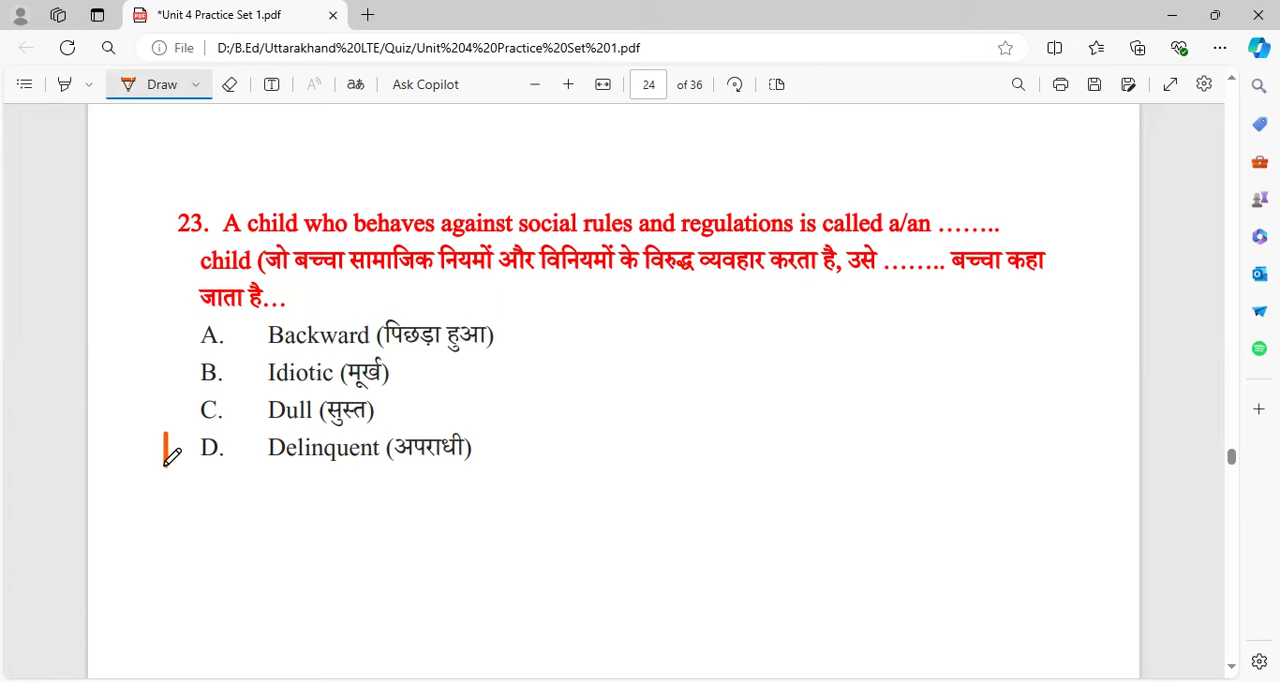 *Unit 4 Practice Set 1.pdf
File D:/B.Ed/Uttarakhand%20LTE/Quiz/Unit%204%20Practice%20Set%201.pdf
Draw aあ Ask Copilot 24 of 36
23. A child who behaves against social rules and regulations is called a/an ……..
child (जो बच्चा सामाजिक नियमों और विनियमों के विरुद्ध व्यवहार करता है, उसे …….. बच्चा कहा
जाता है…
A. Backward (पिछड़ा हुआ)
B. Idiotic (मूर्ख)
C. Dull (सुस्त)
D. Delinquent (अपराधी)